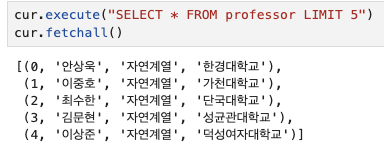 cur.execute("SELECT * FROM professor LIMIT 5")
cur.fetchall()
[(0, '안상욱', '자연계열', '한경대학교'),
(1, '이중호', '자연계열', '가천대학교'),
(2, '최수한', '자연계열', '단국대학교'),
(3, '김문현', '자연계열', '성균관대학교'),
(4, '이상준', '자연계열', '덕성여자대학교')]